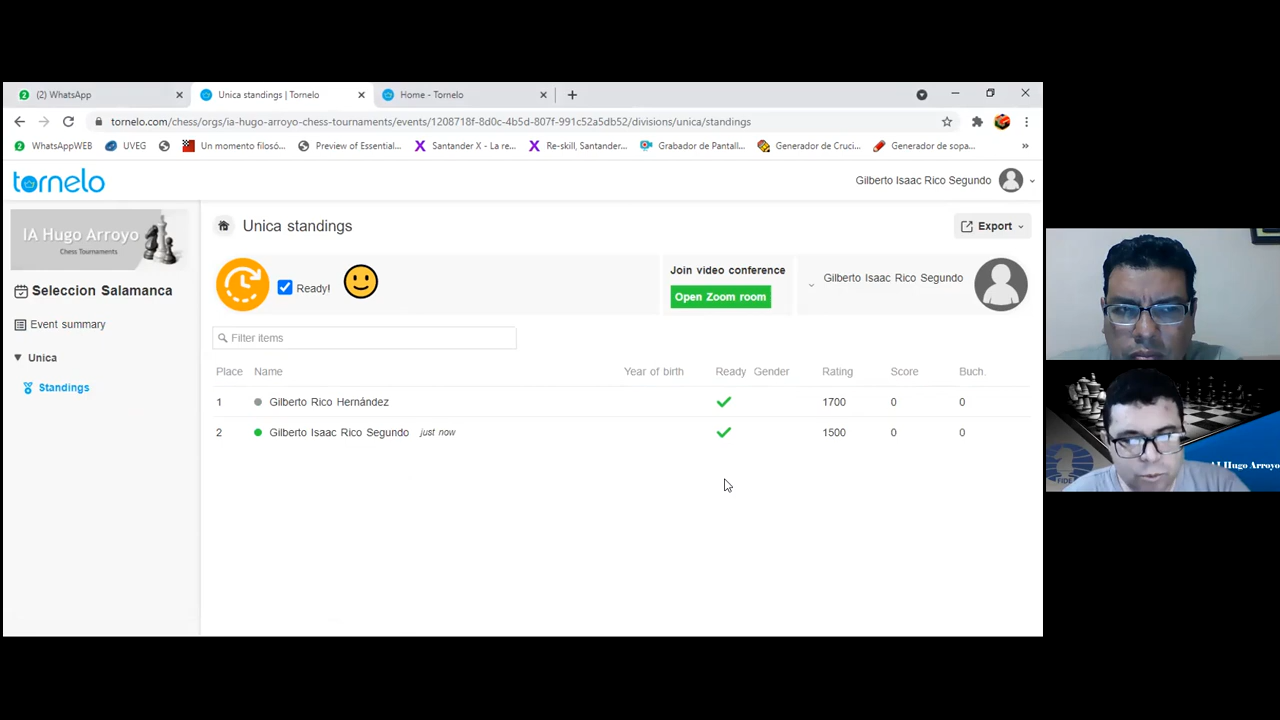 (2) WhatsApp
Unica standings | Tornelo
Home - Tornelo
tornelo.com/chess/orgs/ia-hugo-arroyo-chess-tournaments/events/1208718f-8d0c-4b5d-807f-991c52a5db52/divisions/unica/standings
WhatsAppWEB
UVEG
Un momento filosó...
Preview of Essential...
Santander X - La re...
Re-skill, Santander...
Grabador de Pantall...
Generador de Cruci...
Generador de sopa...
tornelo
Gilberto Isaac Rico Segundo
IA Hugo Arroyo
Chess Tournaments
Seleccion Salamanca
Event summary
Unica
Standings
Unica standings
Export
Ready!
Join video conference
Open Zoom room
Gilberto Isaac Rico Segundo
Filter items
Place Name Year of birth Ready Gender Rating Score Buch.
1 Gilberto Rico Hernández 1700 0 0
2 Gilberto Isaac Rico Segundo just now 1500 0 0
FIDE
AI Hugo Arroyo